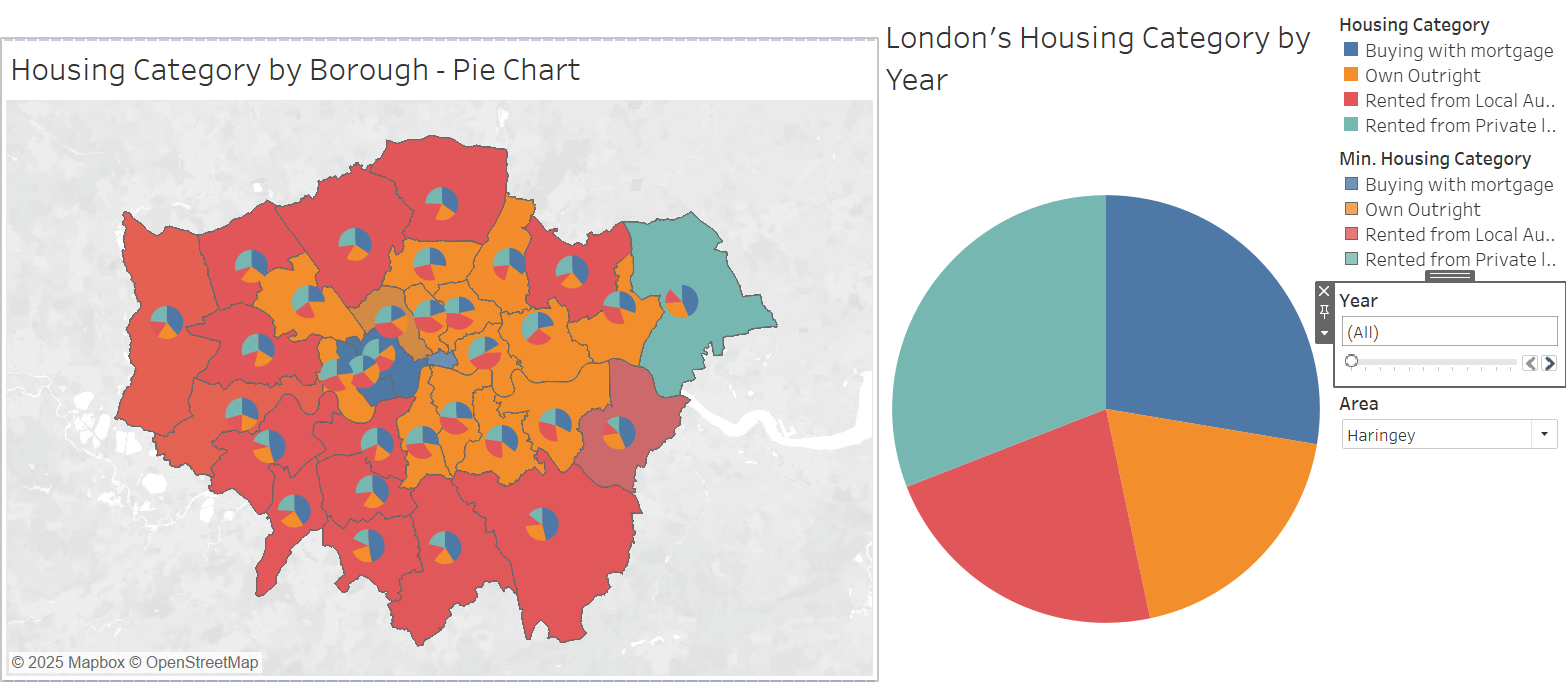 Housing Category by Borough - Pie Chart
© 2025 Mapbox © OpenStreetMap
London's Housing Category by
Year
Housing Category
Buying with mortgage
Own Outright
Rented from Local Au..
Rented from Private l..
Min. Housing Category
Buying with mortgage
Own Outright
Rented from Local Au..
Rented from Private l..
Year
(All)
Area
Haringey